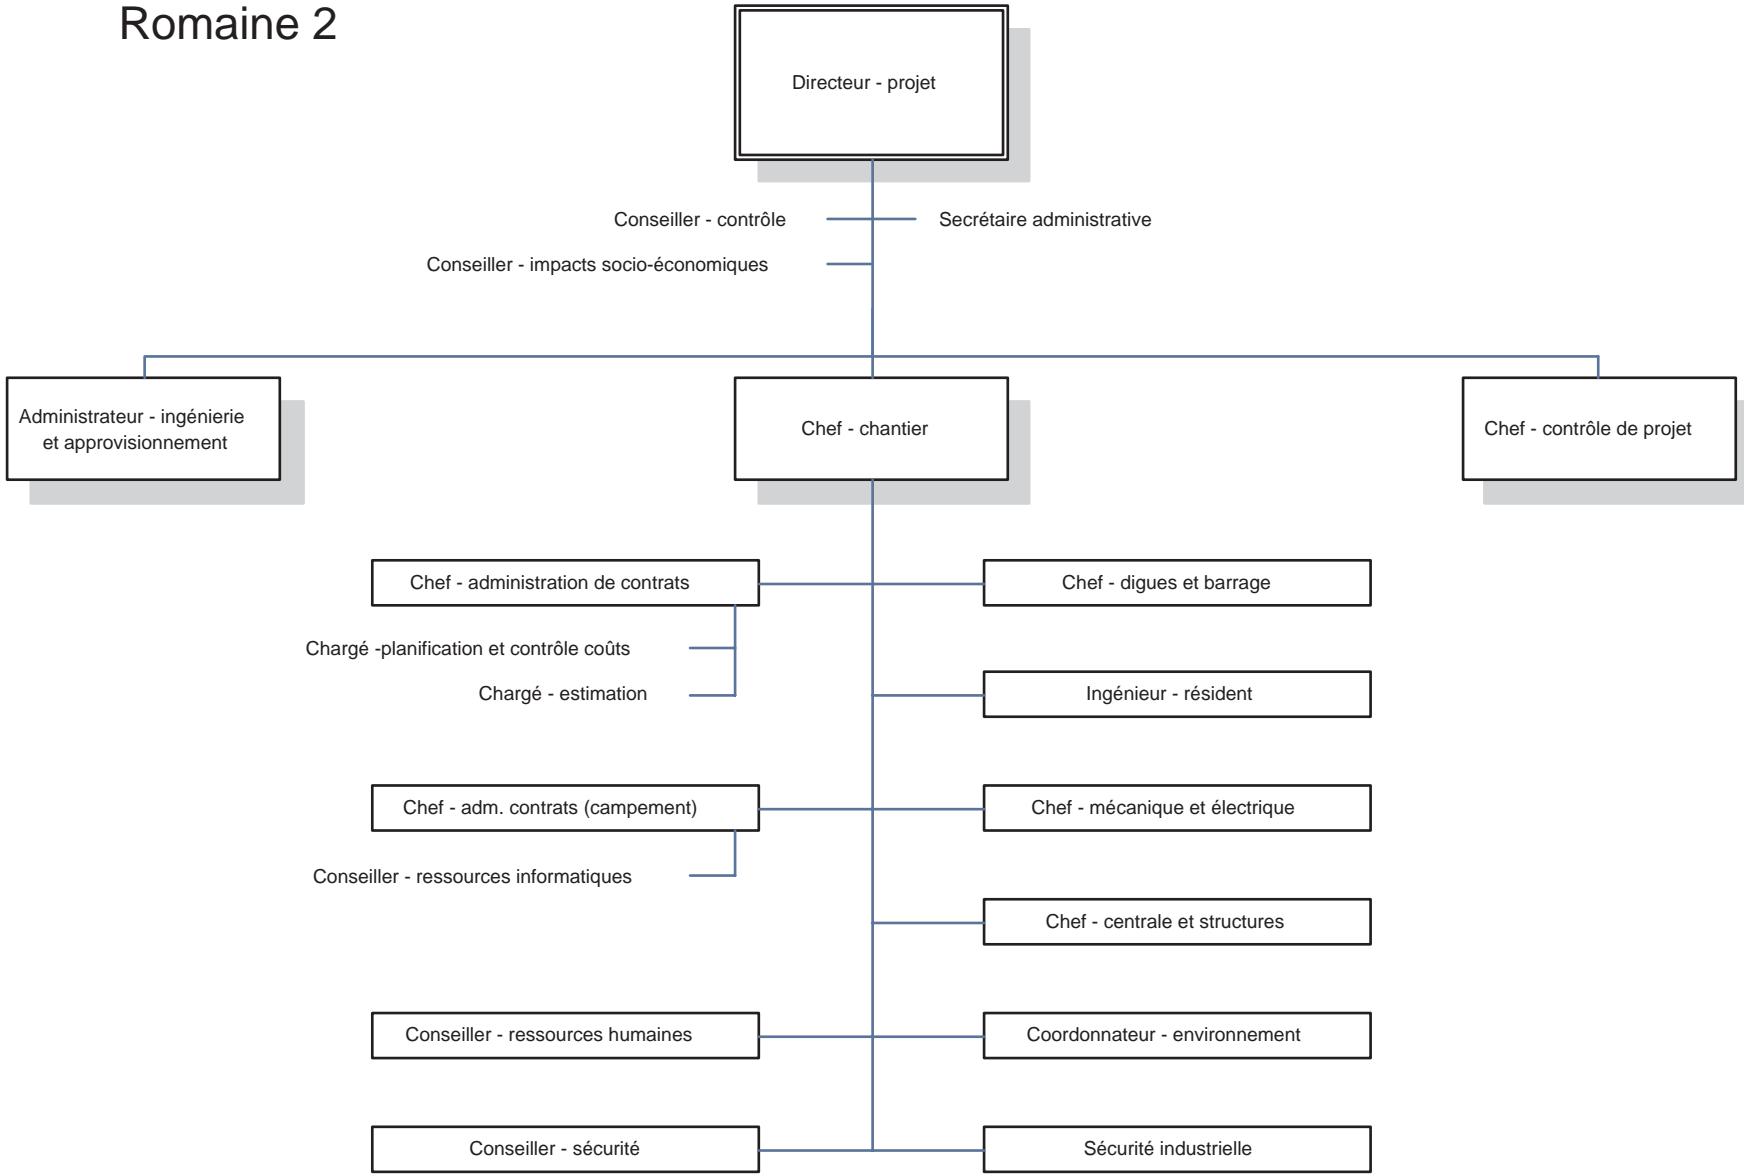 Romaine 2
Directeur - projet
Conseiller - contrôle
Secrétaire administrative
Conseiller - impacts socio-économiques
Administrateur - ingénierie
et approvisionnement
Chef - chantier
Chef - contrôle de projet
Chef - administration de contrats
Chef - digues et barrage
Chargé -planification et contrôle coûts
Chargé - estimation
Ingénieur - résident
Chef - adm. contrats (campement)
Chef - mécanique et électrique
Conseiller - ressources informatiques
Chef - centrale et structures
Conseiller - ressources humaines
Coordonnateur - environnement
Conseiller - sécurité
Sécurité industrielle